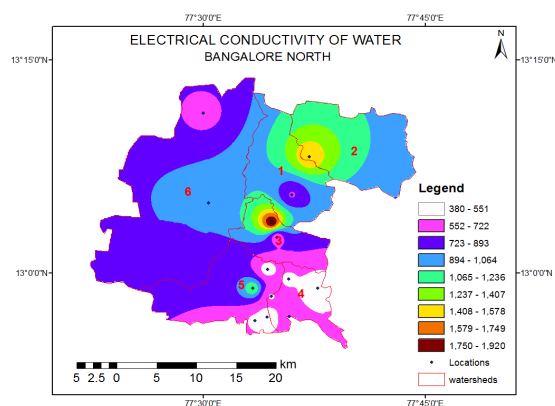 77°30'0"E
77°45'0"E
ELECTRICAL CONDUCTIVITY OF WATER
BANGALORE NORTH
N
13°15'0"N
13°15'0"N
2
1
6
3
5
4
13°0'0"N
13°0'0"N
Legend
380 - 551
552 - 722
723 - 893
894 - 1,064
1,065 - 1,236
1,237 - 1,407
1,408 - 1,578
1,579 - 1,749
1,750 - 1,920
Locations
watersheds
km
5 2.5 0 5 10 15 20
77°30'0"E
77°45'0"E